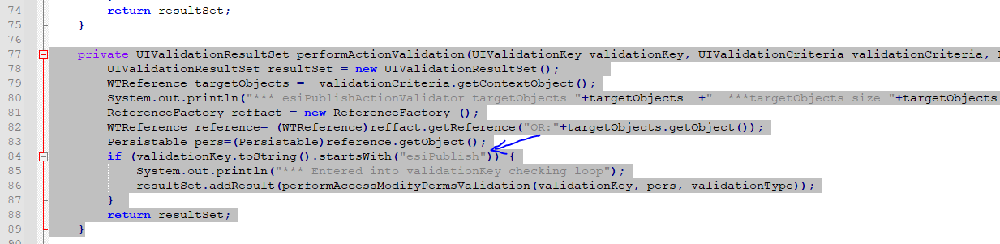 74 return resultSet;
75 }
76
77 private UIValidationResultSet performActionValidation(UIValidationKey validationKey, UIValidationCriteria validationCriteria,
78 UIValidationResultSet resultSet = new UIValidationResultSet();
79 WTReference targetObjects =  validationCriteria.getContextObject();
80 System.out.println("*** esiPublishActionValidator targetObjects "+targetObjects  +"  ***targetObjects size "+targetObjects
81 ReferenceFactory reffact = new ReferenceFactory ();
82 WTReference reference= (WTReference)reffact.getReference("OR:"+targetObjects.getObject());
83 Persistable pers=(Persistable)reference.getObject();
84 if (validationKey.toString().startsWith("esiPublish")) {
85 System.out.println("*** Entered into validationKey checking loop");
86 resultSet.addResult(performAccessModifyPermsValidation(validationKey, pers, validationType));
87 }
88 return resultSet;
89 }